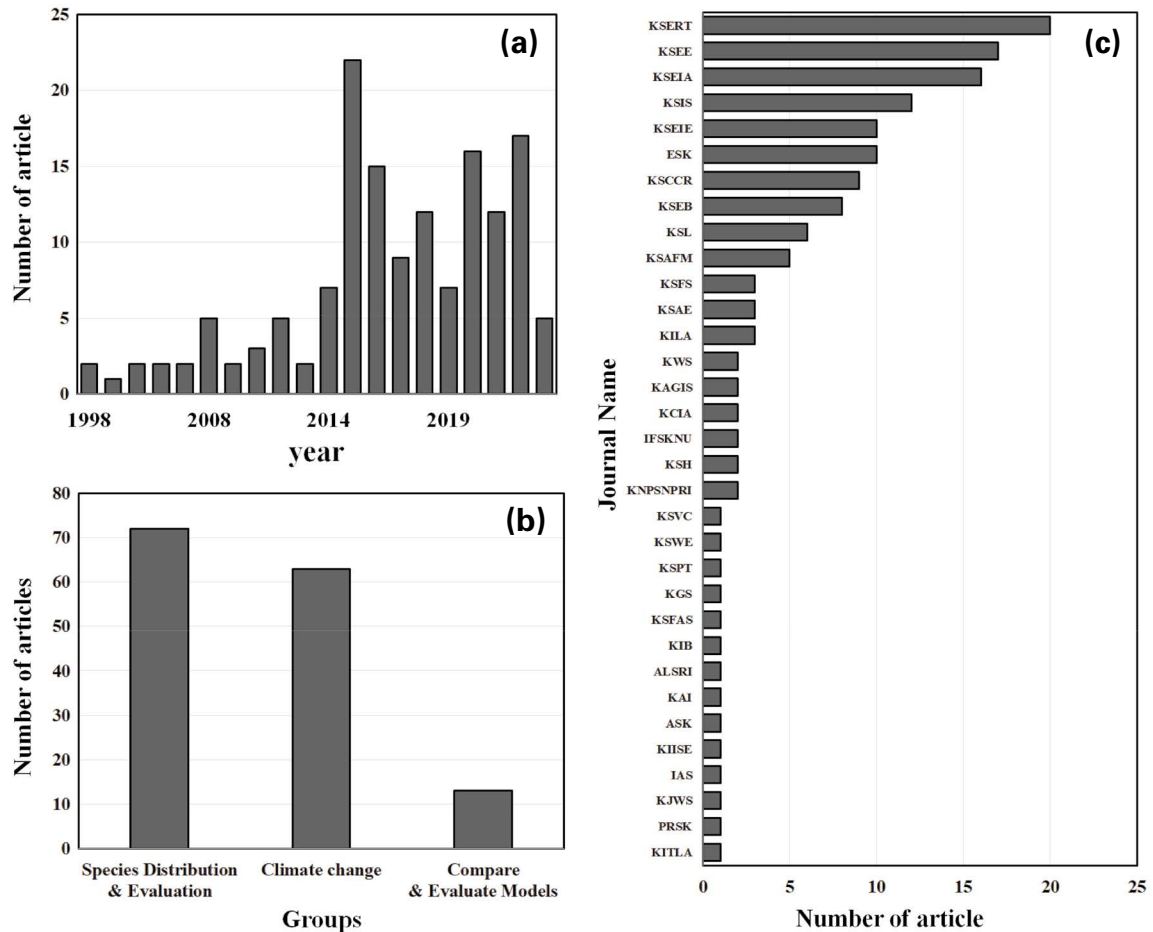 (a)
Number of article
25
20
15
10
5
0
1998
2008
2014
2019
year
(b)
Number of articles
80
70
60
50
40
30
20
10
0
Species Distribution
& Evaluation
Climate change
Compare
& Evaluate Models
Groups
(c)
Journal Name
KSERT
KSEE
KSEIA
KSIS
KSEIE
ESK
KSCCR
KSEB
KSL
KSAFM
KSFS
KSAE
KILA
KWS
KAGIS
KCIA
IFSKNU
KSH
KNPSNPRI
KSVC
KSWE
KSPT
KGS
KSFAS
KIB
ALSRI
KAI
ASK
KIISE
IAS
KJWS
PRSK
KITLA
0
5
10
15
20
25
Number of article